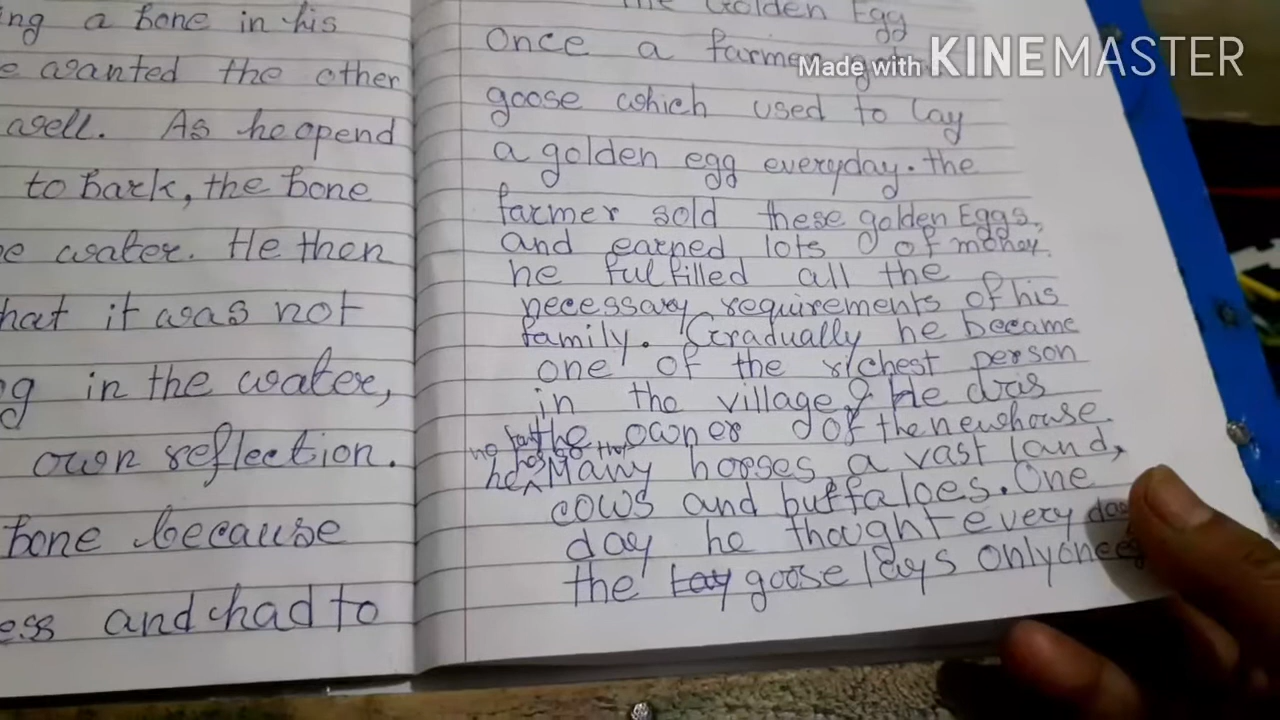 ng a bone in his
e wanted the other
well. As he opend
to bark, the bone
e water. He then
hat it was not
g in the water,
own reflection.
bone because
ess and had to
The Golden Egg
Once a farmer
goose which used to lay
a golden egg everyday. the
farmer sold these golden Eggs.
and earned lots of money.
he fulfilled all the
necessary requirements of his
family. Gradually he became
one of the richest person
in the village & He was
the owner of the new house.
he has Many horses a vast land,
cows and buffaloes. One
day he thought every day
the goose lays only one eg
Made with KINEMASTER